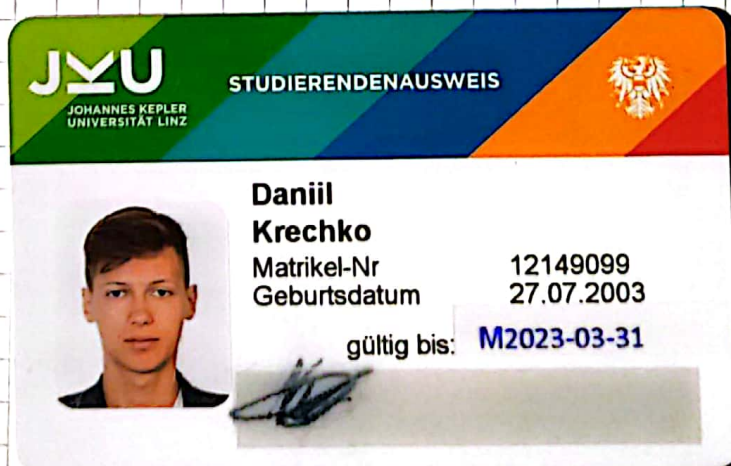 JKU
JOHANNES KEPLER
UNIVERSITÄT LINZ
STUDIERENDENAUSWEIS
Daniil
Krechko
Matrikel-Nr 12149099
Geburtsdatum 27.07.2003
gültig bis: M2023-03-31